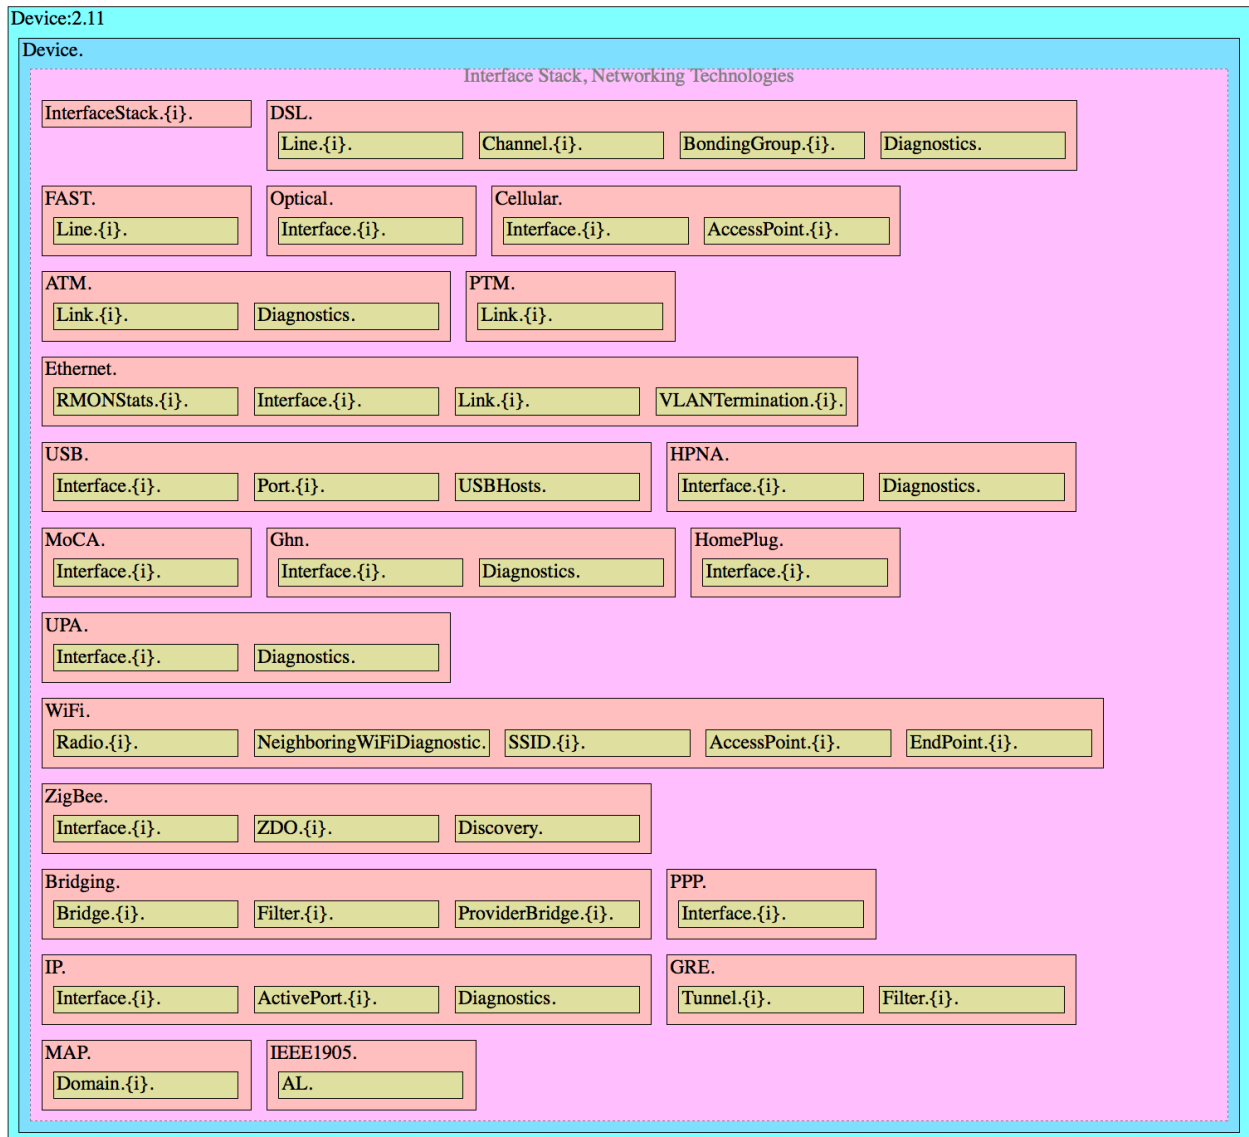 Device:2.11
Device.
Interface Stack, Networking Technologies
InterfaceStack.{i}.
DSL.
Line.{i}. Channel.{i}. BondingGroup.{i}. Diagnostics.
FAST.
Line.{i}.
Optical.
Interface.{i}.
Cellular.
Interface.{i}. AccessPoint.{i}.
ATM.
Link.{i}. Diagnostics.
PTM.
Link.{i}.
Ethernet.
RMONStats.{i}. Interface.{i}. Link.{i}. VLANTermination.{i}.
USB.
Interface.{i}. Port.{i}. USBHosts.
HPNA.
Interface.{i}. Diagnostics.
MoCA.
Interface.{i}.
Ghn.
Interface.{i}. Diagnostics.
HomePlug.
Interface.{i}.
UPA.
Interface.{i}. Diagnostics.
WiFi.
Radio.{i}. NeighboringWiFiDiagnostic. SSID.{i}. AccessPoint.{i}. EndPoint.{i}.
ZigBee.
Interface.{i}. ZDO.{i}. Discovery.
Bridging.
Bridge.{i}. Filter.{i}. ProviderBridge.{i}.
PPP.
Interface.{i}.
IP.
Interface.{i}. ActivePort.{i}. Diagnostics.
GRE.
Tunnel.{i}. Filter.{i}.
MAP.
Domain.{i}.
IEEE1905.
AL.